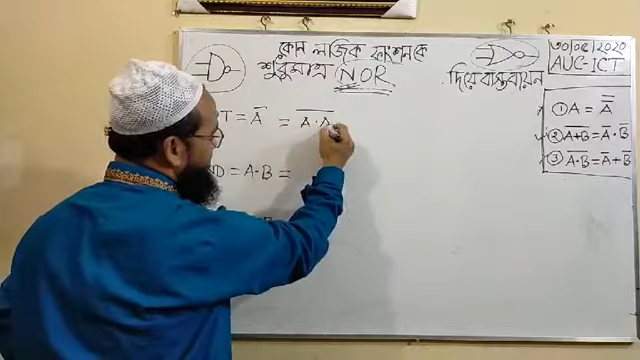 কোন লজিক ফাংশনকে
শুধুমাত্র NOR দিয়ে বাস্তবায়ন
৩০/০৫/২০২০
AUC-ICT
T = A̅ = A̅ ̅·̅ ̅A̅
D = A·B =
B
① A = A̿
② A̅+̅B̅ = A̅ · B̅
③ A̅·̅B̅ = A̅ + B̅